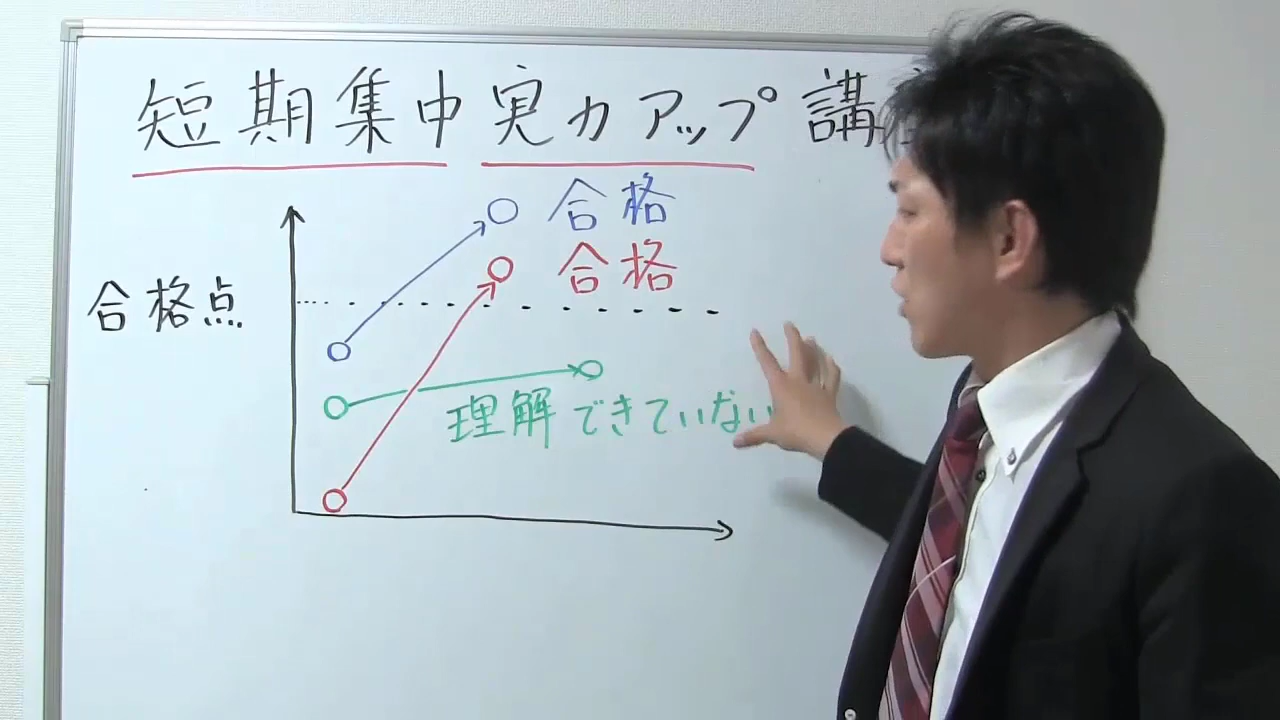 短期集中実力アップ講
合格
合格
合格点
理解できていない